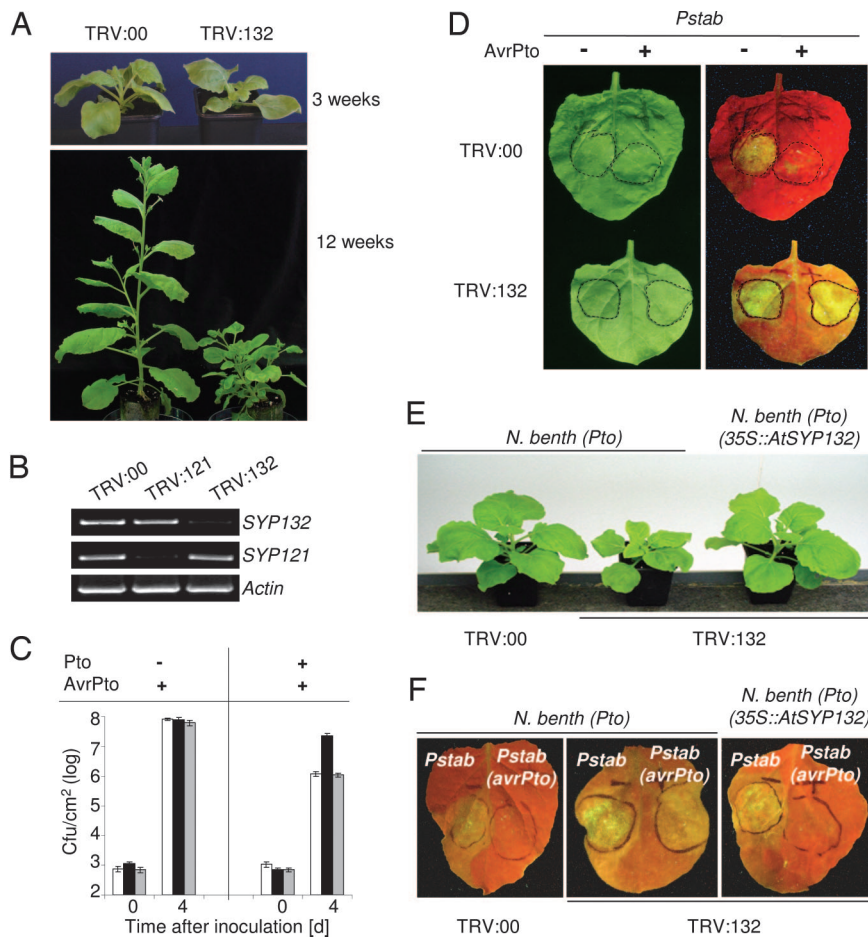 A
TRV:00 TRV:132
3 weeks
12 weeks
B
TRV:00 TRV:121 TRV:132
SYP132
SYP121
Actin
C
Pto - +
AvrPto + +
Cfu/cm² (log)
8
7
6
5
4
3
2
0 4 0 4
Time after inoculation [d]
D
Pstab
AvrPto - + - +
TRV:00
TRV:132
E
N. benth (Pto)
N. benth (Pto)
(35S::AtSYP132)
TRV:00 TRV:132
F
N. benth (Pto)
N. benth (Pto)
(35S::AtSYP132)
Pstab Pstab
(avrPto)
Pstab Pstab
(avrPto)
Pstab Pstab
(avrPto)
TRV:00 TRV:132